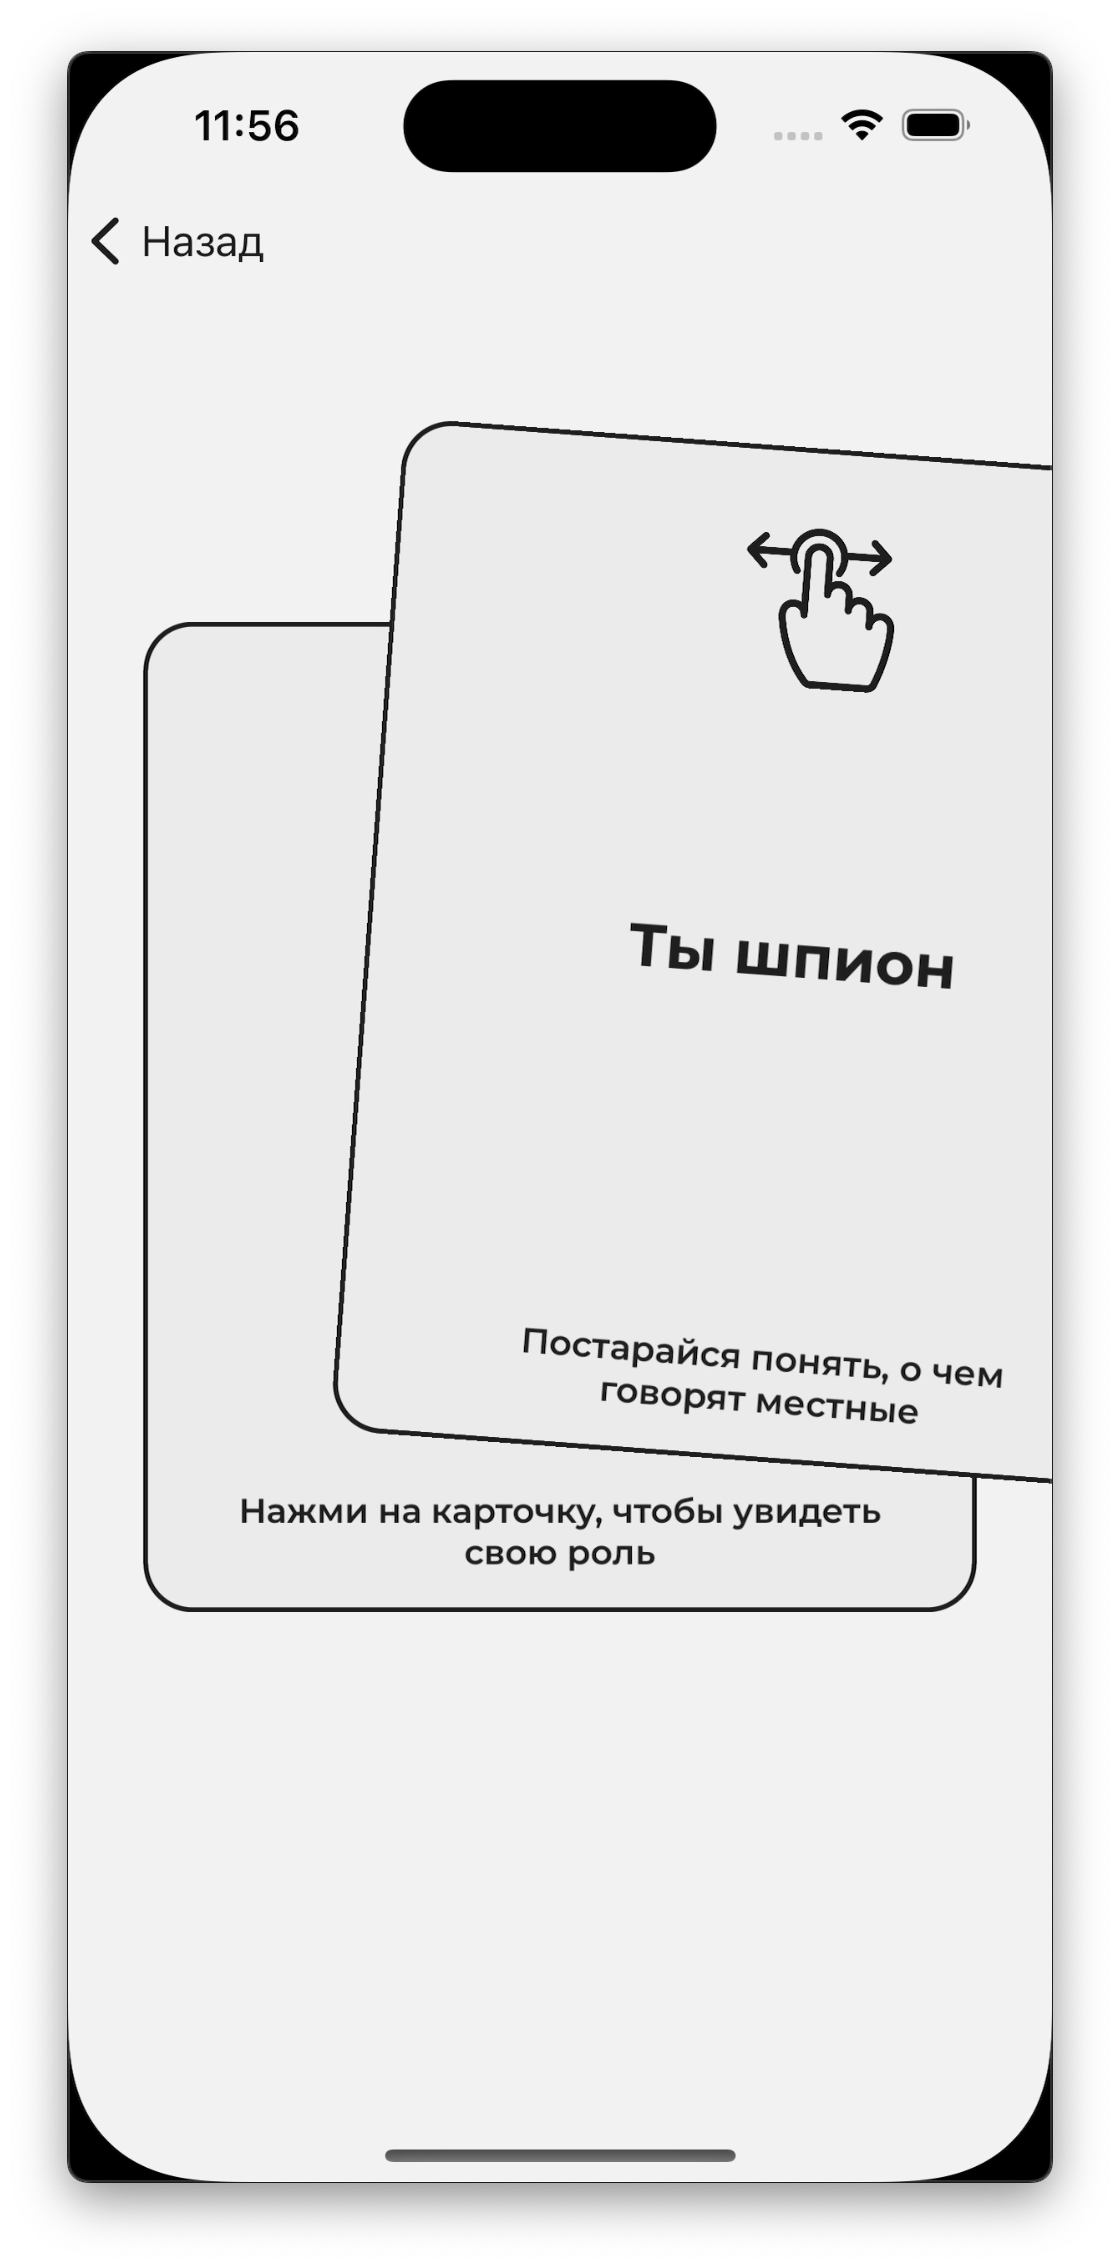 11:56
Назад
Ты шпион
Постарайся понять, о чем
говорят местные
Нажми на карточку, чтобы увидеть
свою роль